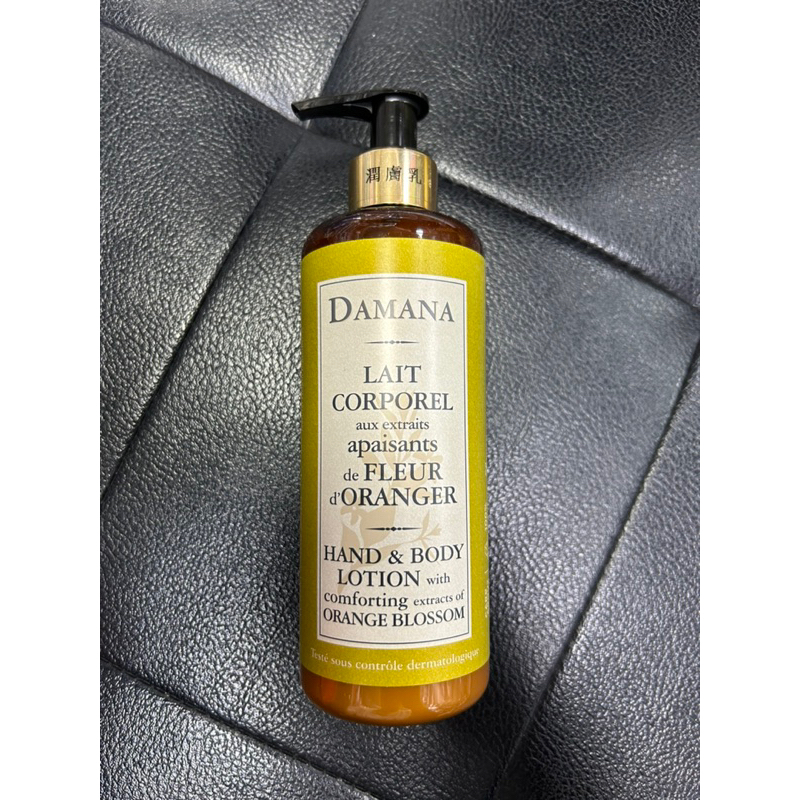 潤膚乳
DAMANA
LAIT
CORPOREL
aux extraits
apaisants
de FLEUR
d'ORANGER
HAND & BODY
LOTION with
comforting extracts of
ORANGE BLOSSOM
Testé sous contrôle dermatologique